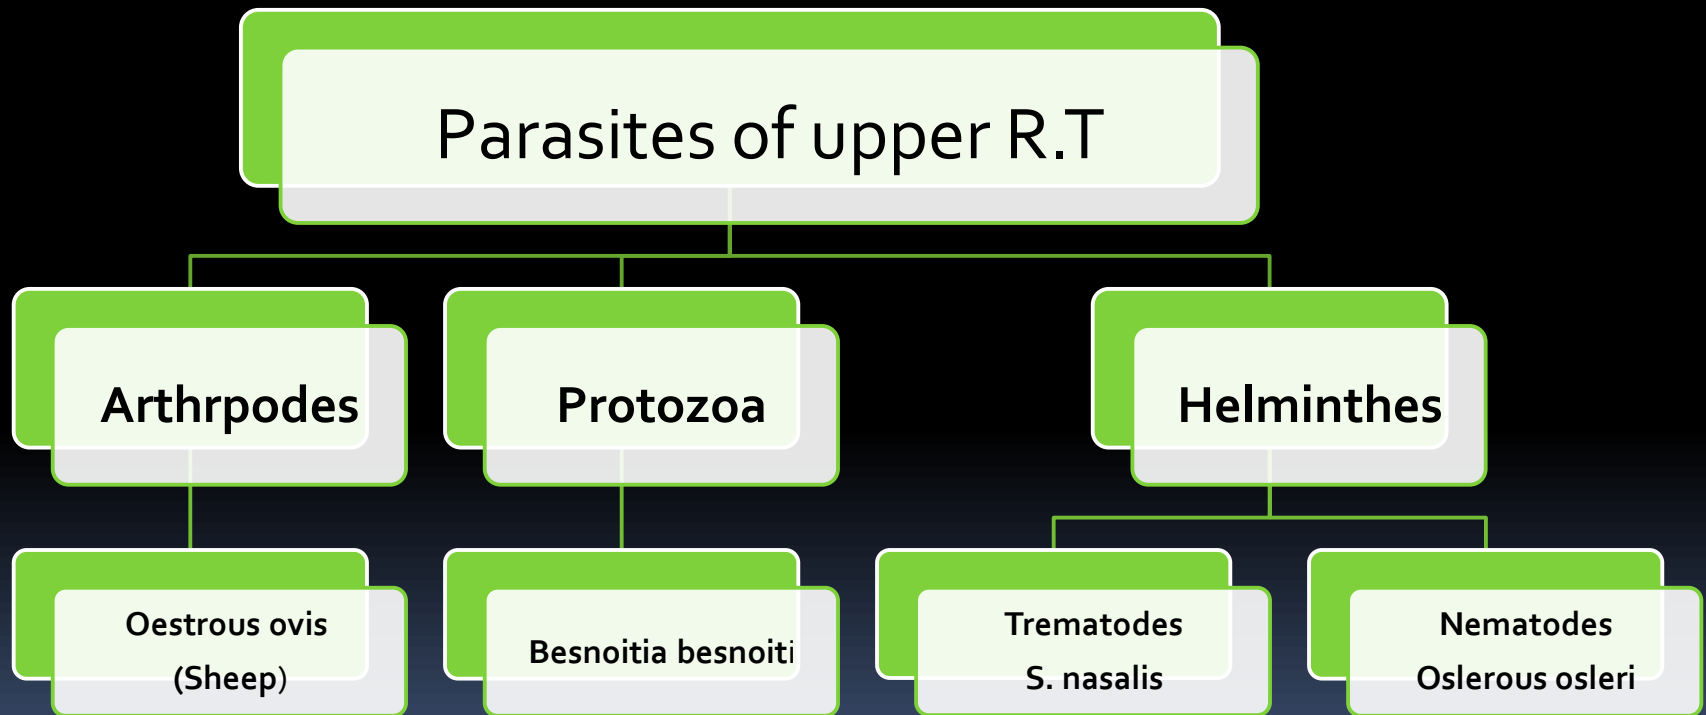 Parasites of upper R.T
Arthrpodes
Protozoa
Helminthes
Oestrous ovis
(Sheep)
Besnoitia besnoiti
Trematodes
S. nasalis
Nematodes
Oslerous osleri